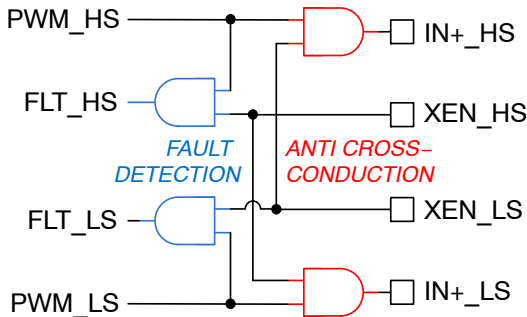 PWM_HS
IN+_HS
FLT_HS
XEN_HS
FAULT
DETECTION
ANTI CROSS–
CONDUCTION
FLT_LS
XEN_LS
PWM_LS
IN+_LS